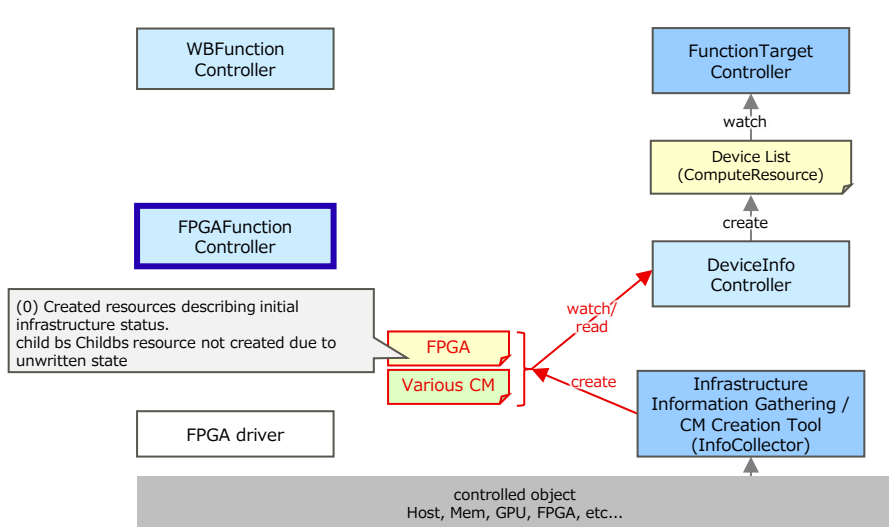 WBFunction
Controller
FunctionTarget
Controller
watch
Device List
(ComputeResource)
create
FPGAFunction
Controller
DeviceInfo
Controller
(0) Created resources describing initial
infrastructure status.
child bs Childbs resource not created due to
unwritten state
watch/
read
FPGA
Various CM
create
Infrastructure
Information Gathering /
CM Creation Tool
(InfoCollector)
FPGA driver
controlled object
Host, Mem, GPU, FPGA, etc...